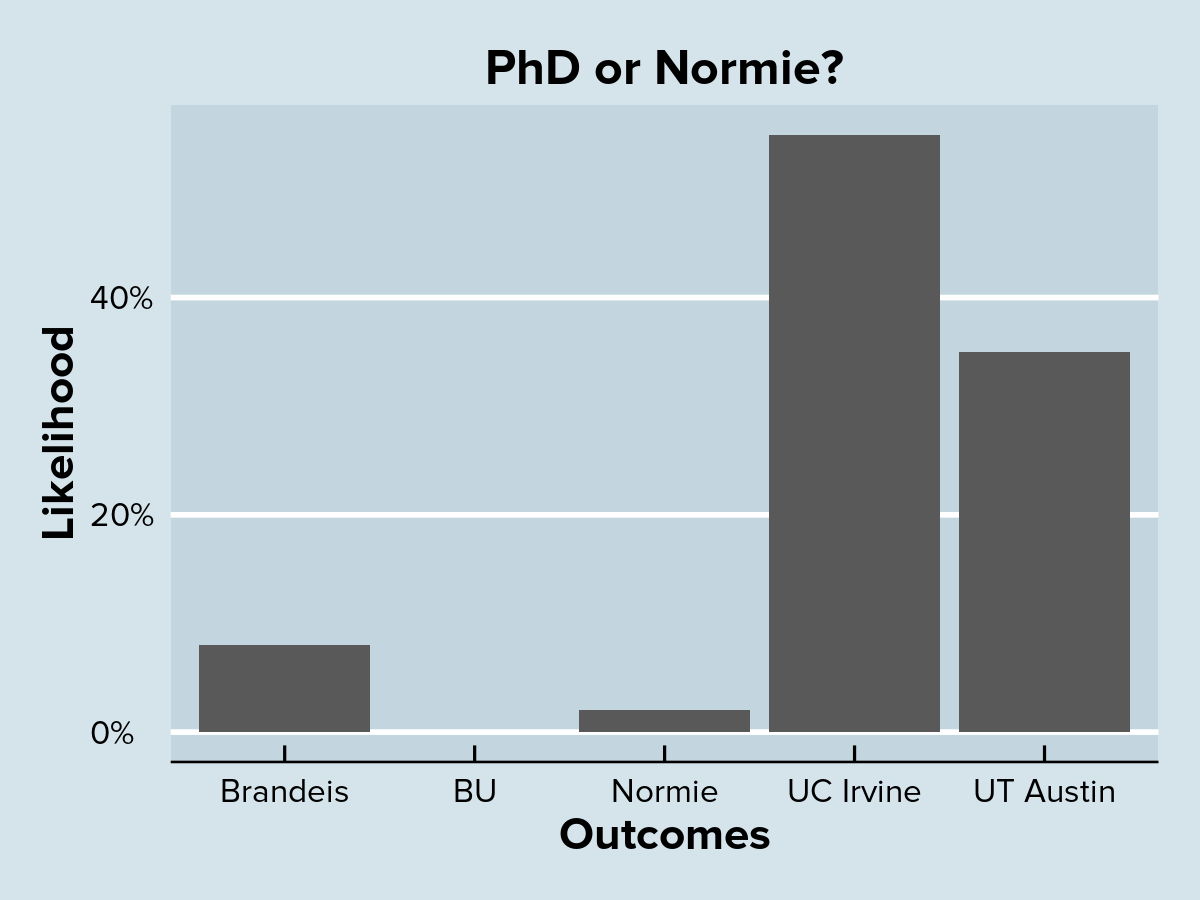 PhD or Normie?
Likelihood
40%
20%
0%
Brandeis BU Normie UC Irvine UT Austin
Outcomes